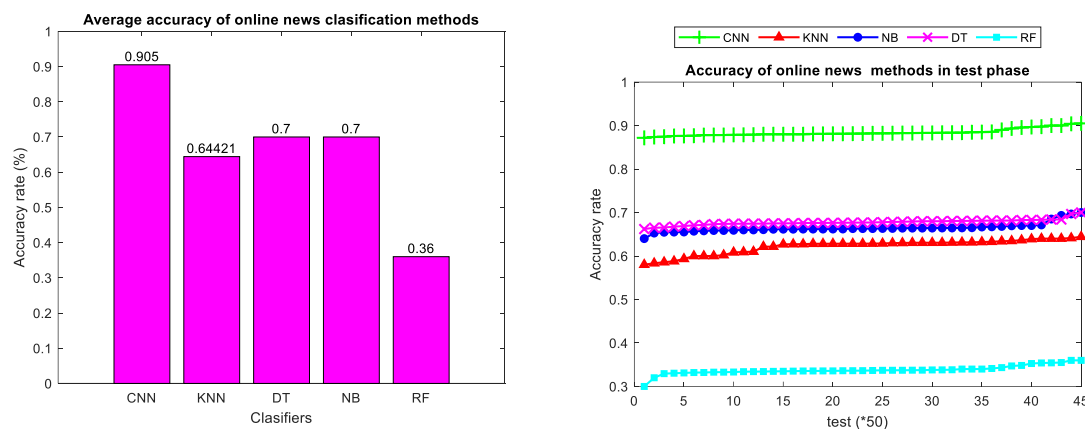 Average accuracy of online news clasification methods
1
0.9
0.8
0.7
0.6
0.5
0.4
0.3
0.2
0.1
0
Accuracy rate (%)
0.905
0.64421
0.7
0.7
0.36
CNN KNN DT NB RF
Clasifiers
CNN KNN NB DT RF
Accuracy of online news methods in test phase
1
0.9
0.8
0.7
0.6
0.5
0.4
0.3
Accuracy rate
0 5 10 15 20 25 30 35 40 45
test (*50)